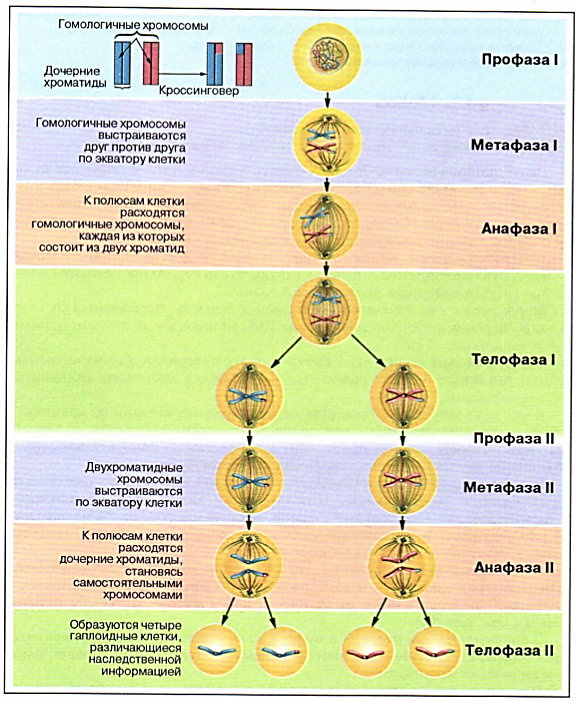 Гомологичные хромосомы
Дочерние
хроматиды
Кроссинговер
Профаза I
Гомологичные хромосомы
выстраиваются
друг против друга
по экватору клетки
Метафаза I
К полюсам клетки
расходятся
гомологичные хромосомы,
каждая из которых
состоит из двух хроматид
Анафаза I
Телофаза I
Профаза II
Двухроматидные
хромосомы
выстраиваются
по экватору клетки
Метафаза II
К полюсам клетки
расходятся
дочерние хроматиды,
становясь
самостоятельными
хромосомами
Анафаза II
Образуются четыре
гаплоидные клетки,
различающиеся
наследственной
информацией
Телофаза II